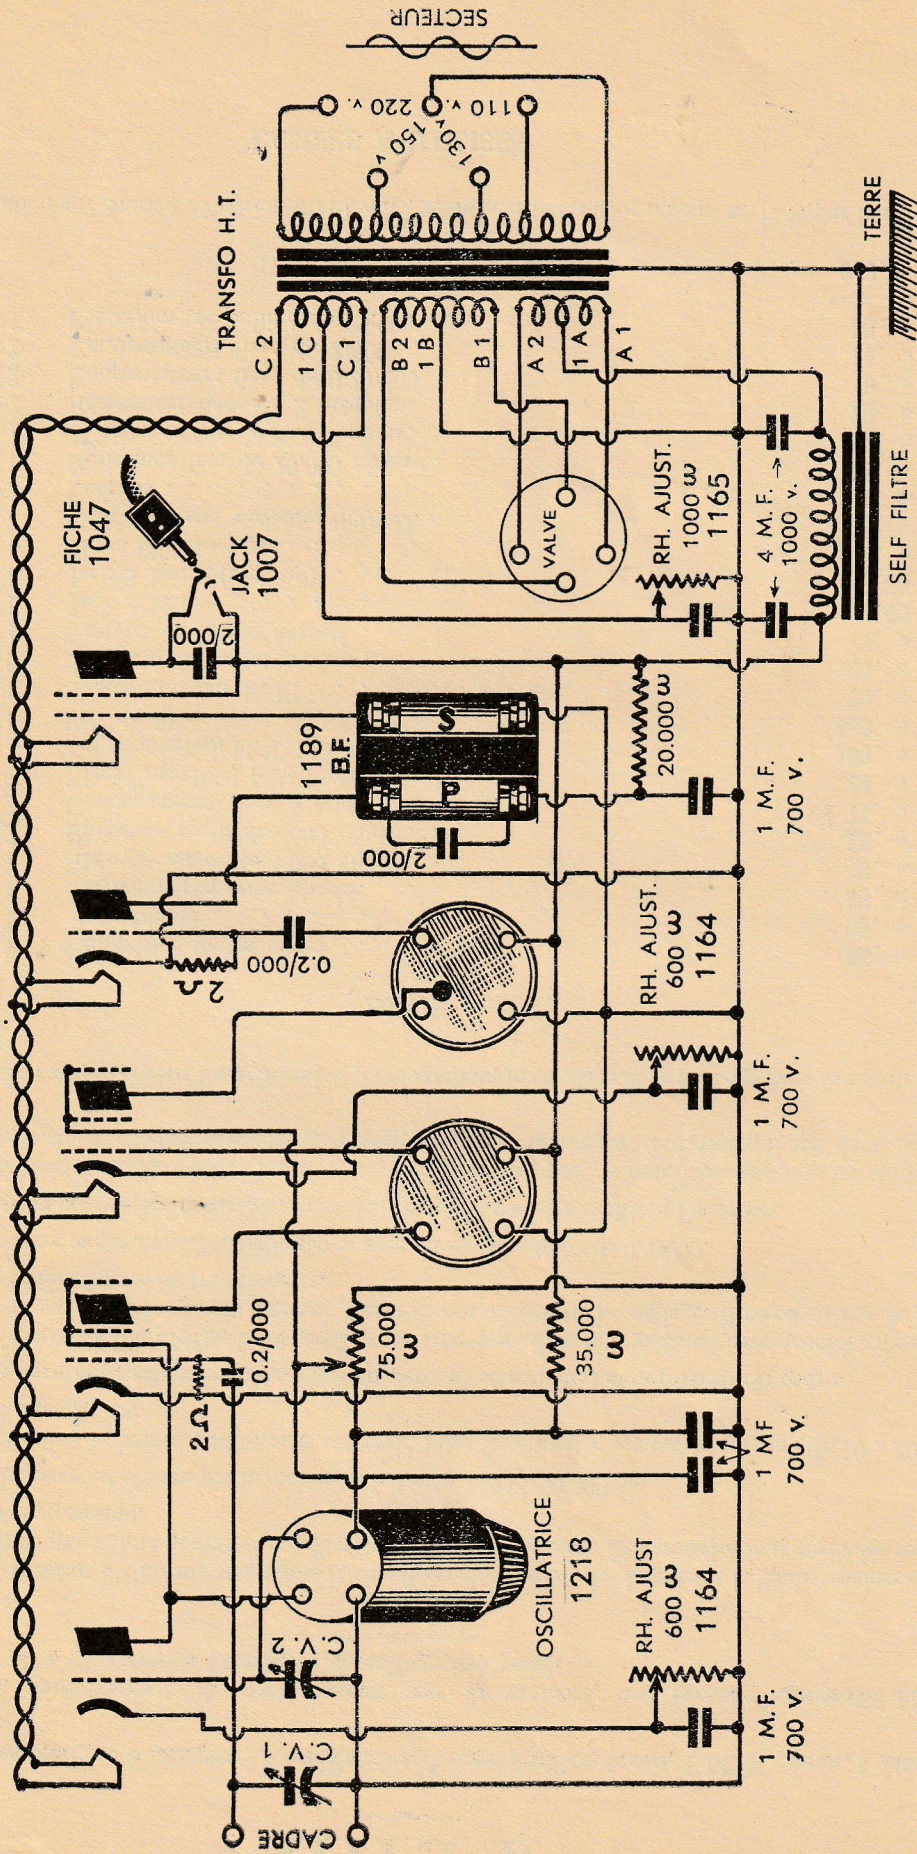 SECTEUR
TRANSFO H.T.
220 v.
150 v
130 v
110 v.
C 2
1 C
C 1
B 2
1 B
B 1
A 2
1 A
A 1
TERRE
FICHE
1047
JACK
1007
2/000
VALVE
RH. AJUST.
1000 ω
1165
4 M.F.
1000 v.
SELF FILTRE
1189
B.F.
S
P
2/000
20.000 ω
1 M.F.
700 v.
2 Ω
0.2/000
RH. AJUST.
600 ω
1164
1 M.F.
700 v.
2 Ω
0.2/000
75.000
ω
35.000
ω
1 MF
700 v.
OSCILLATRICE
1218
C.V.2
C.V.1
CADRE
RH. AJUST
600 ω
1164
1 M.F.
700 v.